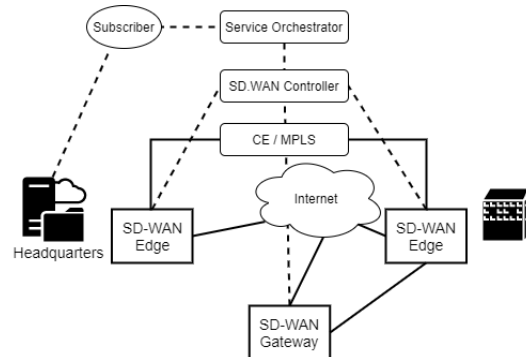 Subscriber
Service Orchestrator
SD.WAN Controller
CE / MPLS
Internet
Headquarters
SD-WAN
Edge
SD-WAN
Edge
SD-WAN
Gateway